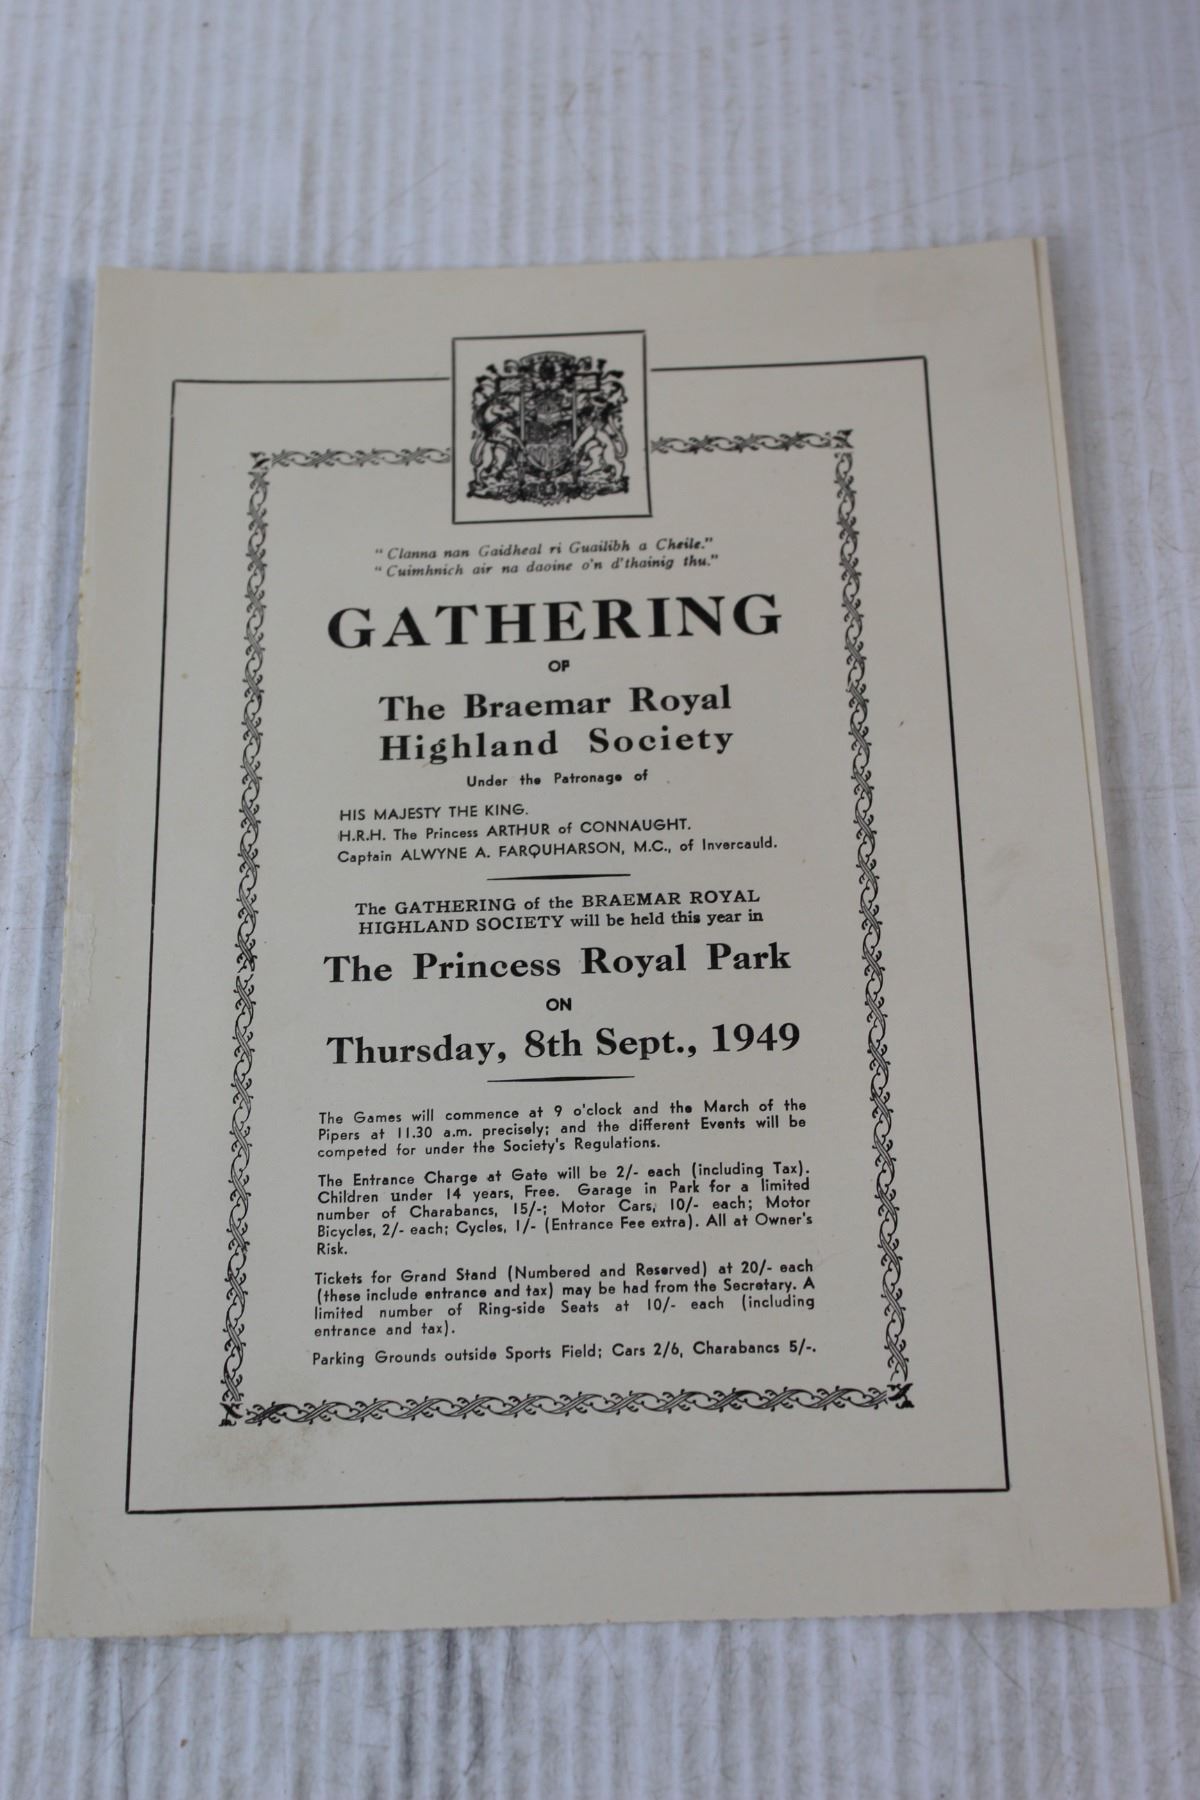 "Clanna nan Gaidheal ri Guailibh a Cheile."
"Cuimhnich air na daoine o'n d'thainig thu."
GATHERING
OF
The Braemar Royal
Highland Society
Under the Patronage of
HIS MAJESTY THE KING.
H.R.H. The Princess ARTHUR of CONNAUGHT.
Captain ALWYNE A. FARQUHARSON, M.C., of Invercauld.
The GATHERING of the BRAEMAR ROYAL
HIGHLAND SOCIETY will be held this year in
The Princess Royal Park
ON
Thursday, 8th Sept., 1949
The Games will commence at 9 o'clock and the March of the
Pipers at 11.30 a.m. precisely; and the different Events will be
competed for under the Society's Regulations.
The Entrance Charge at Gate will be 2/- each (including Tax).
Children under 14 years, Free. Garage in Park for a limited
number of Charabancs, 15/-; Motor Cars, 10/- each; Motor
Bicycles, 2/- each; Cycles, 1/- (Entrance Fee extra). All at Owner's
Risk.
Tickets for Grand Stand (Numbered and Reserved) at 20/- each
(these include entrance and tax) may be had from the Secretary. A
limited number of Ring-side Seats at 10/- each (including
entrance and tax).
Parking Grounds outside Sports Field; Cars 2/6, Charabancs 5/-.